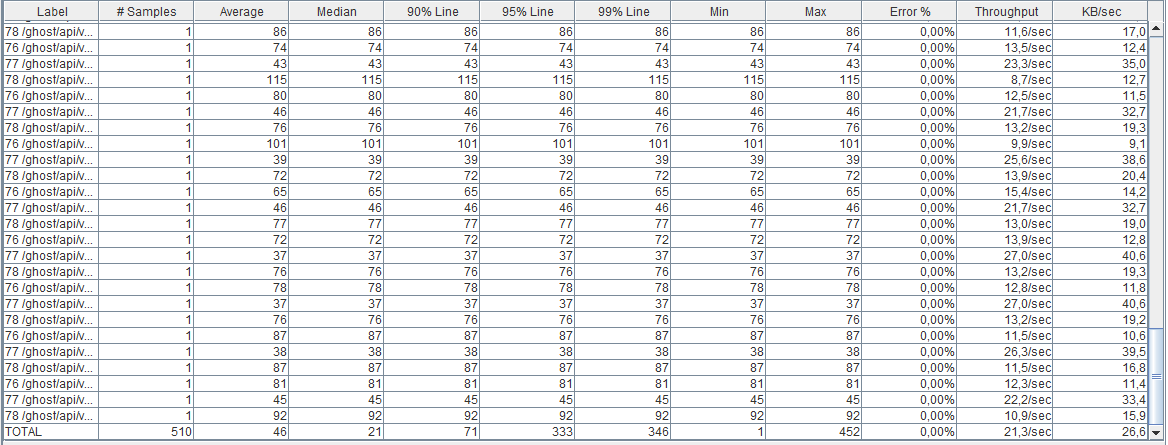 Label # Samples Average Median 90% Line 95% Line 99% Line Min Max Error % Throughput KB/sec
78 /ghost/api/v... 1 86 86 86 86 86 86 86 0,00% 11,6/sec 17,0
76 /ghost/api/v... 1 74 74 74 74 74 74 74 0,00% 13,5/sec 12,4
77 /ghost/api/v... 1 43 43 43 43 43 43 43 0,00% 23,3/sec 35,0
78 /ghost/api/v... 1 115 115 115 115 115 115 115 0,00% 8,7/sec 12,7
76 /ghost/api/v... 1 80 80 80 80 80 80 80 0,00% 12,5/sec 11,5
77 /ghost/api/v... 1 46 46 46 46 46 46 46 0,00% 21,7/sec 32,7
78 /ghost/api/v... 1 76 76 76 76 76 76 76 0,00% 13,2/sec 19,3
76 /ghost/api/v... 1 101 101 101 101 101 101 101 0,00% 9,9/sec 9,1
77 /ghost/api/v... 1 39 39 39 39 39 39 39 0,00% 25,6/sec 38,6
78 /ghost/api/v... 1 72 72 72 72 72 72 72 0,00% 13,9/sec 20,4
76 /ghost/api/v... 1 65 65 65 65 65 65 65 0,00% 15,4/sec 14,2
77 /ghost/api/v... 1 46 46 46 46 46 46 46 0,00% 21,7/sec 32,7
78 /ghost/api/v... 1 77 77 77 77 77 77 77 0,00% 13,0/sec 19,0
76 /ghost/api/v... 1 72 72 72 72 72 72 72 0,00% 13,9/sec 12,8
77 /ghost/api/v... 1 37 37 37 37 37 37 37 0,00% 27,0/sec 40,6
78 /ghost/api/v... 1 76 76 76 76 76 76 76 0,00% 13,2/sec 19,3
76 /ghost/api/v... 1 78 78 78 78 78 78 78 0,00% 12,8/sec 11,8
77 /ghost/api/v... 1 37 37 37 37 37 37 37 0,00% 27,0/sec 40,6
78 /ghost/api/v... 1 76 76 76 76 76 76 76 0,00% 13,2/sec 19,2
76 /ghost/api/v... 1 87 87 87 87 87 87 87 0,00% 11,5/sec 10,6
77 /ghost/api/v... 1 38 38 38 38 38 38 38 0,00% 26,3/sec 39,5
78 /ghost/api/v... 1 87 87 87 87 87 87 87 0,00% 11,5/sec 16,8
76 /ghost/api/v... 1 81 81 81 81 81 81 81 0,00% 12,3/sec 11,4
77 /ghost/api/v... 1 45 45 45 45 45 45 45 0,00% 22,2/sec 33,4
78 /ghost/api/v... 1 92 92 92 92 92 92 92 0,00% 10,9/sec 15,9
TOTAL 510 46 21 71 333 346 1 452 0,00% 21,3/sec 26,6